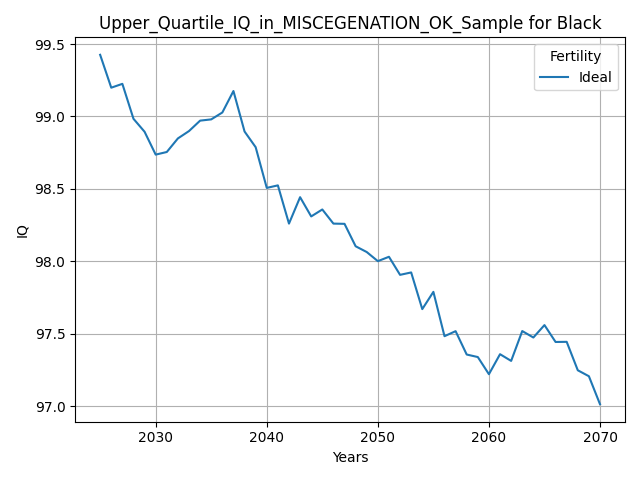 Upper_Quartile_IQ_in_MISCEGENATION_OK_Sample for Black
99.5
99.0
98.5
98.0
97.5
97.0
IQ
Fertility
Ideal
2030
2040
2050
2060
2070
Years